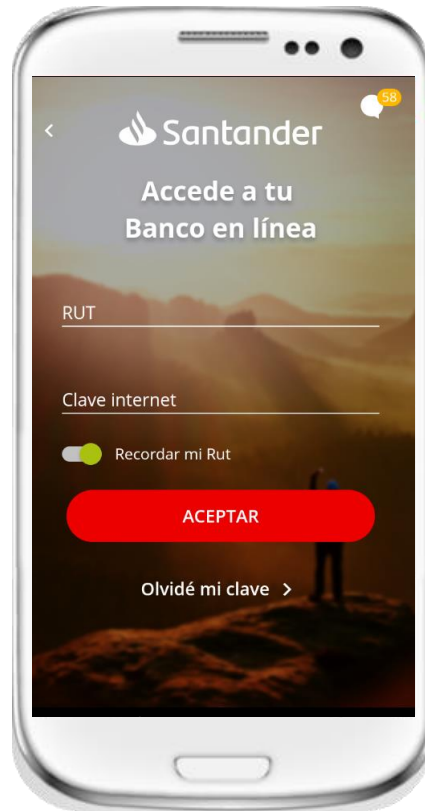 58
Santander
Accede a tu
Banco en línea
RUT
Clave internet
Recordar mi Rut
ACEPTAR
Olvidé mi clave